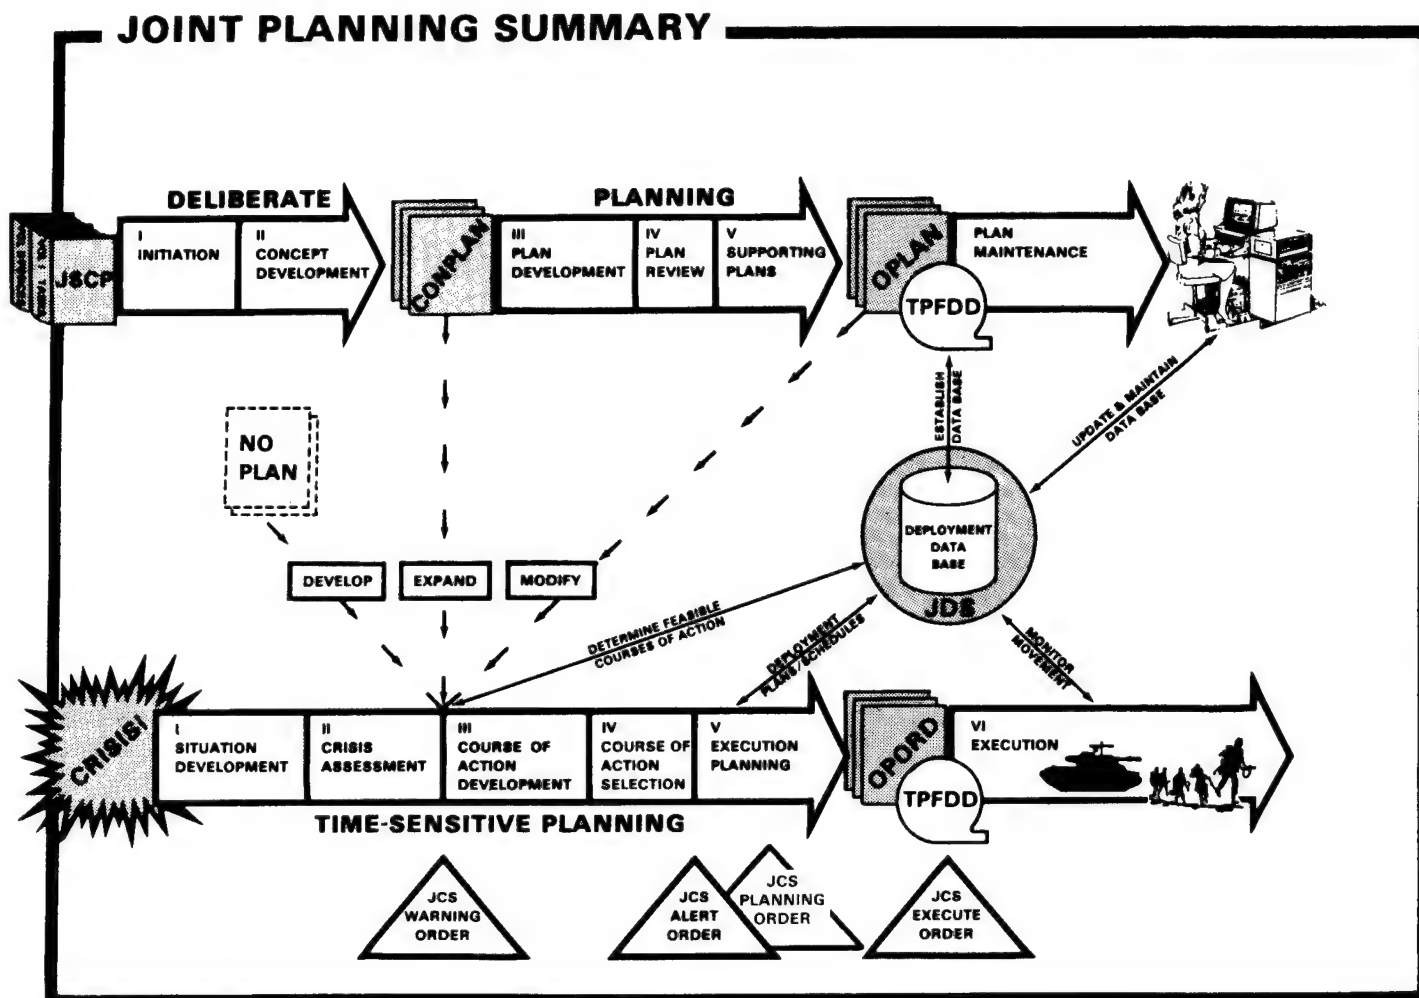 JOINT PLANNING SUMMARY
DELIBERATE
PLANNING
JSCP
I
INITIATION
II
CONCEPT
DEVELOPMENT
CONPLAN
III
PLAN
DEVELOPMENT
IV
PLAN
REVIEW
V
SUPPORTING
PLANS
OPLAN
TPFDD
PLAN
MAINTENANCE
NO
PLAN
ESTABLISH
DATA BASE
UPDATE & MAINTAIN
DATA BASE
DEPLOYMENT
DATA
BASE
JDS
DEVELOP
EXPAND
MODIFY
DETERMINE FEASIBLE
COURSES OF ACTION
DEPLOYMENT
PLANS/SCHEDULES
MONITOR
MOVEMENT
CRISIS!
I
SITUATION
DEVELOPMENT
II
CRISIS
ASSESSMENT
III
COURSE OF
ACTION
DEVELOPMENT
IV
COURSE OF
ACTION
SELECTION
V
EXECUTION
PLANNING
OPORD
TPFDD
VI
EXECUTION
TIME-SENSITIVE PLANNING
JCS
WARNING
ORDER
JCS
ALERT
ORDER
JCS
PLANNING
ORDER
JCS
EXECUTE
ORDER